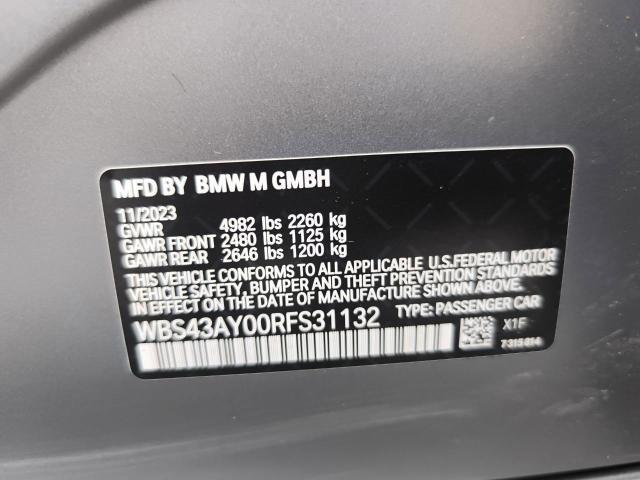 MFD BY BMW M GMBH
11/2023
GVWR 4982 lbs 2260 kg
GAWR FRONT 2480 lbs 1125 kg
GAWR REAR 2646 lbs 1200 kg
THIS VEHICLE CONFORMS TO ALL APPLICABLE U.S.FEDERAL MOTOR
VEHICLE SAFETY, BUMPER AND THEFT PREVENTION STANDARDS
IN EFFECT ON THE DATE OF MANUFACTURE SHOWN ABOVE.
WBS43AY00RFS31132 TYPE: PASSENGER CAR
X1F
7315814